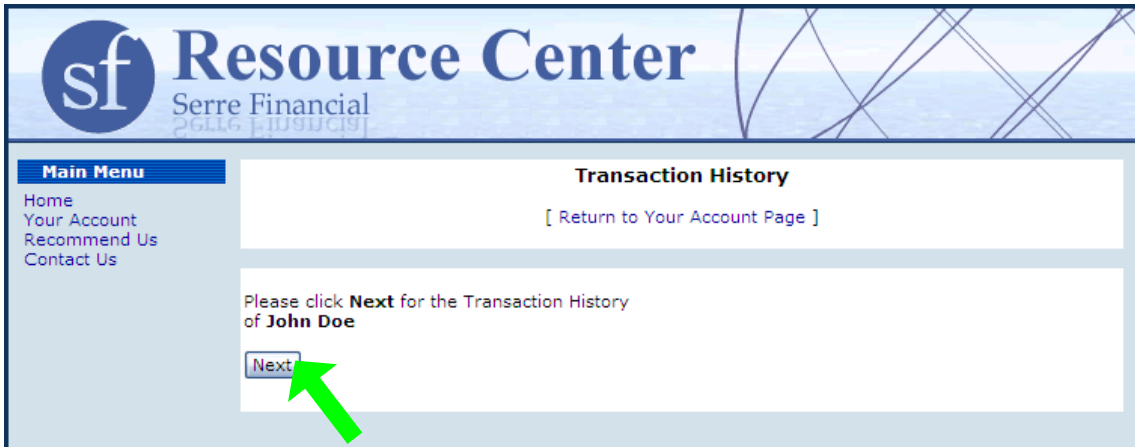 sf
Resource Center
Serre Financial
Main Menu
Home
Your Account
Recommend Us
Contact Us
Transaction History
[ Return to Your Account Page ]
Please click Next for the Transaction History
of John Doe
Next